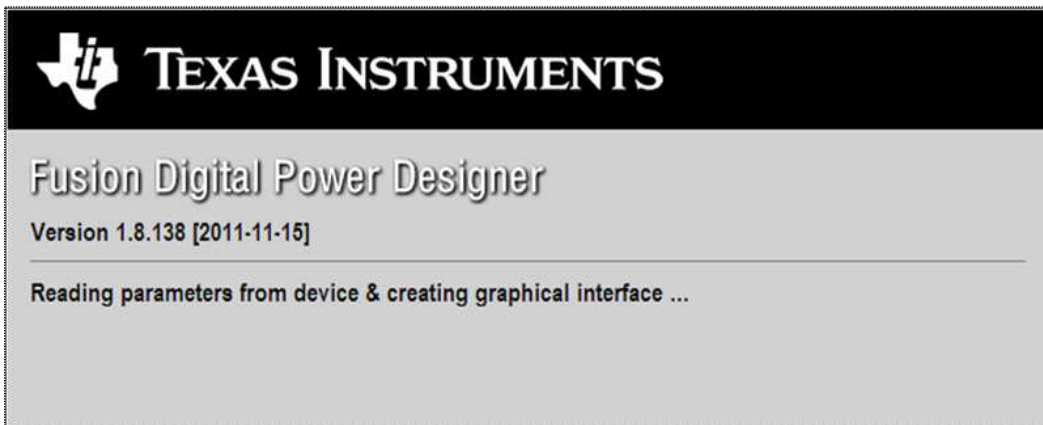 TEXAS INSTRUMENTS
Fusion Digital Power Designer
Version 1.8.138 [2011-11-15]
Reading parameters from device & creating graphical interface ...